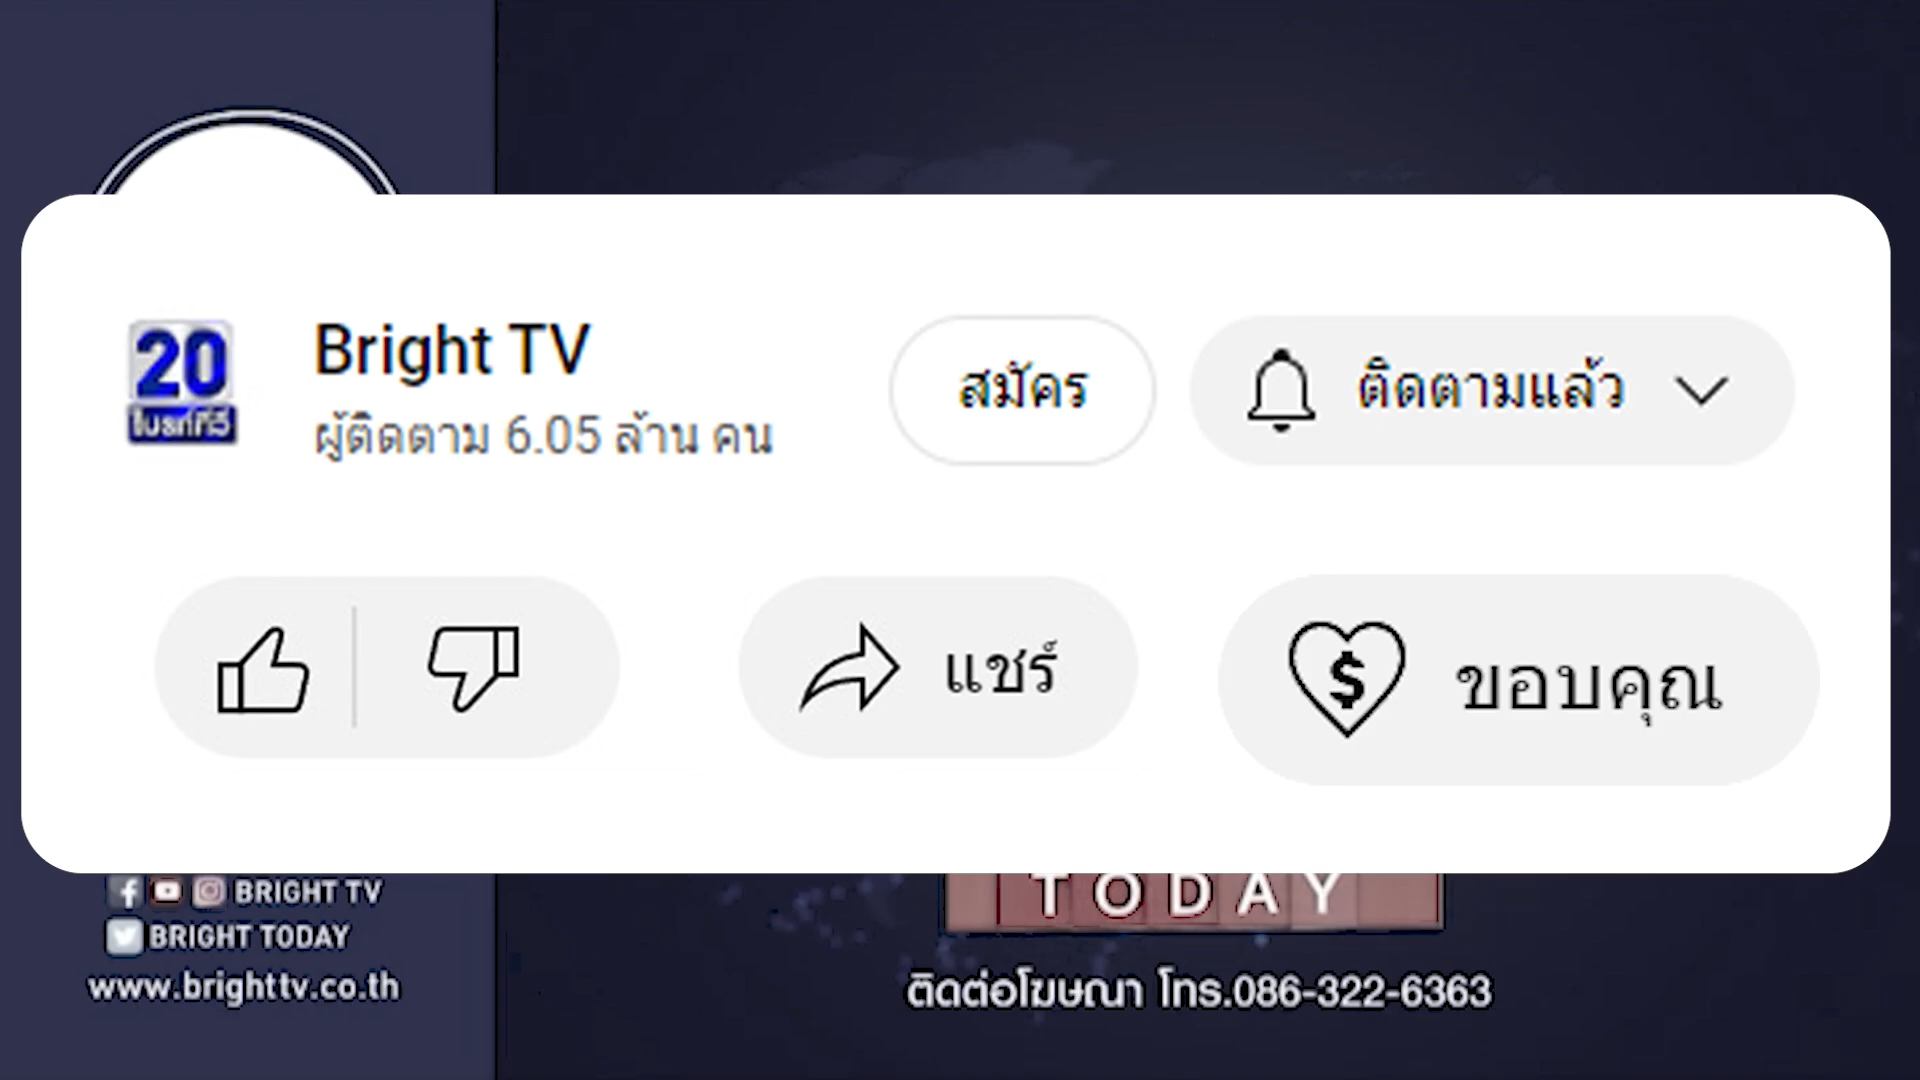 20
ไบรท์ทีวี
Bright TV
ผู้ติดตาม 6.05 ล้าน คน
สมัคร
ติดตามแล้ว
แชร์
$ ขอบคุณ
BRIGHT TV
BRIGHT TODAY
www.brighttv.co.th
TODAY
ติดต่อโฆษณา โทร.086-322-6363